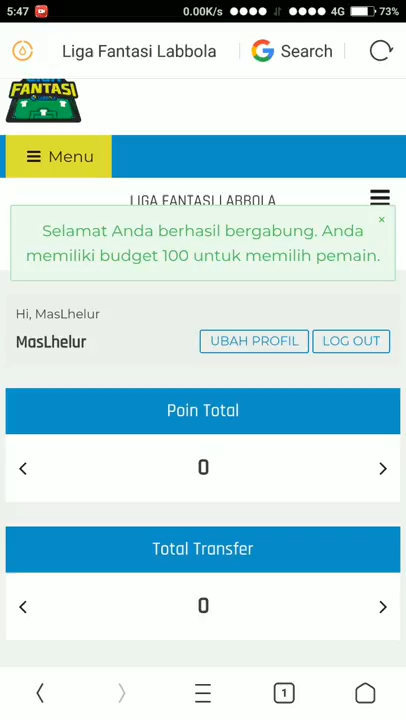 5:47 0.00K/s 4G 73%
Liga Fantasi Labbola Search
FANTASI
Menu
LIGA FANTASI LABBOLA
Selamat Anda berhasil bergabung. Anda
memiliki budget 100 untuk memilih pemain.
×
Hi, MasLhelur
MasLhelur UBAH PROFIL LOG OUT
Poin Total
0
Total Transfer
0
1